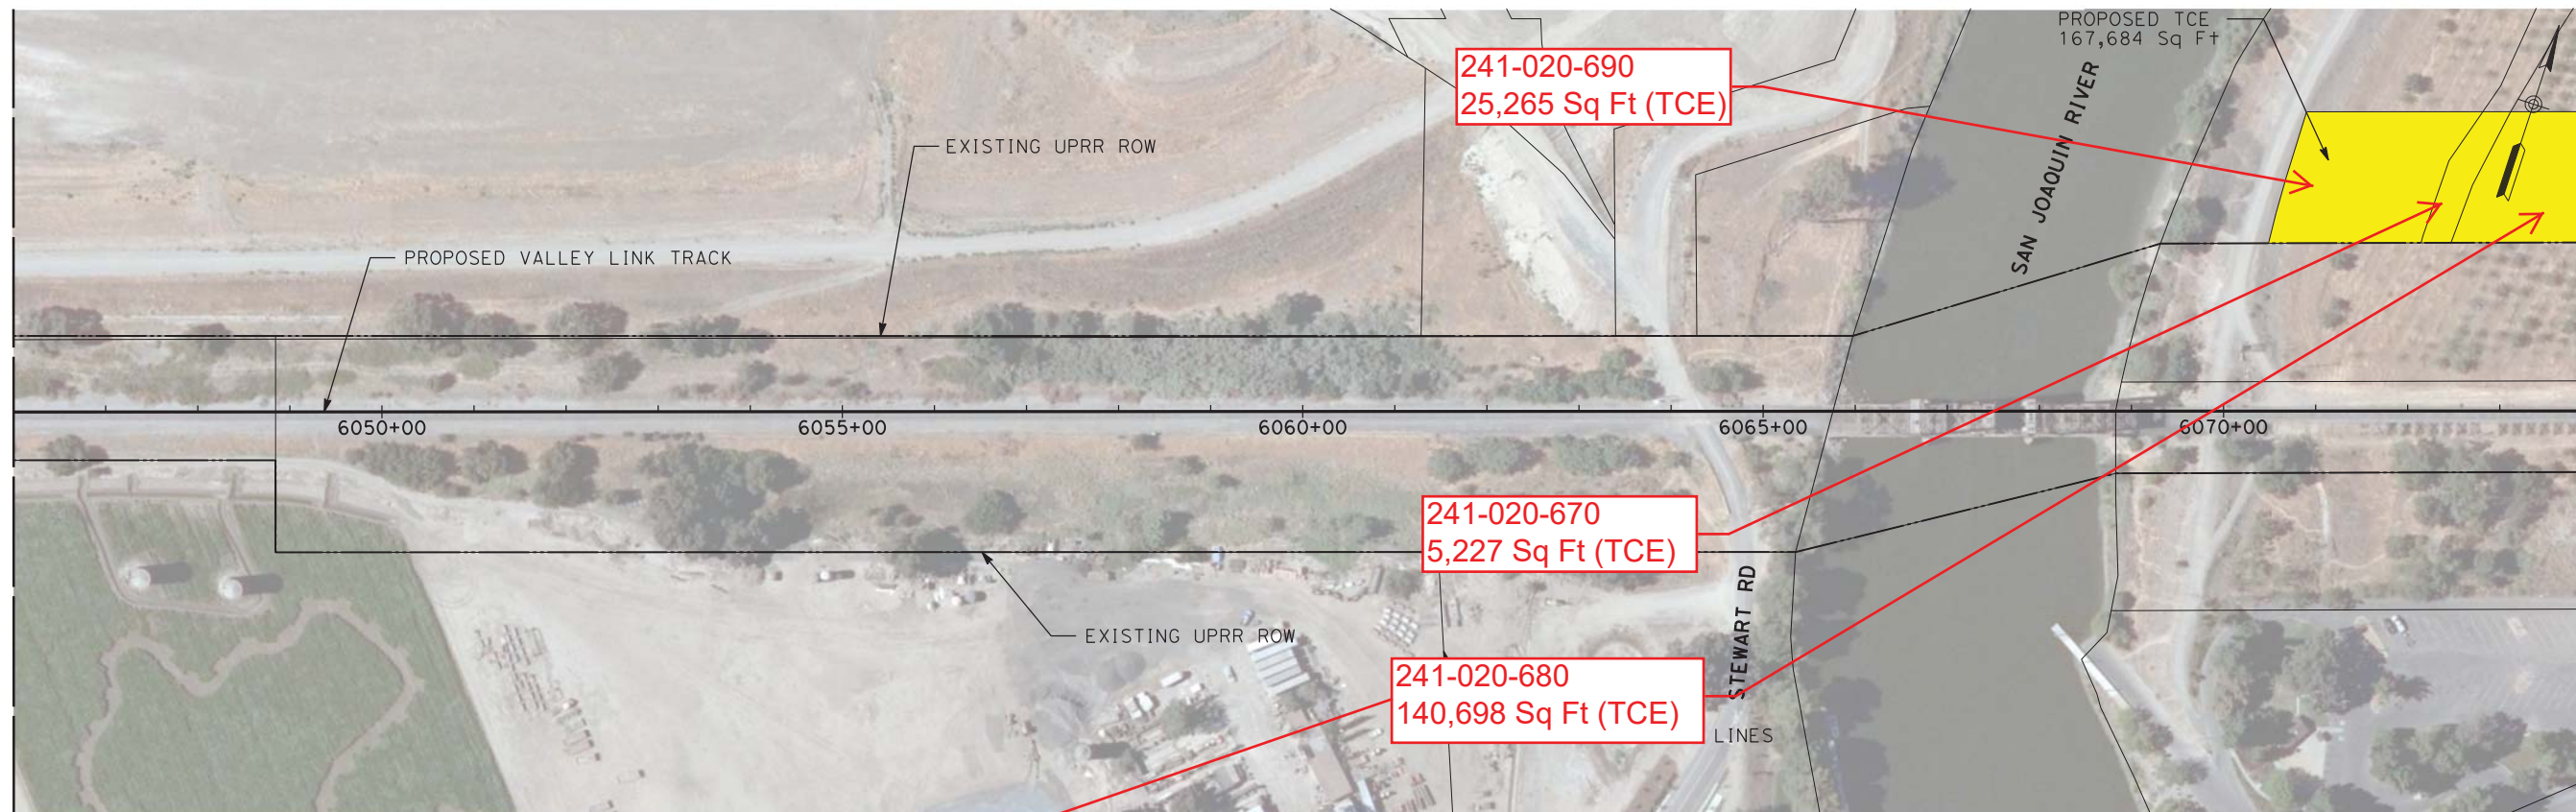 PROPOSED TCE
167,684 Sq Ft
241-020-690
25,265 Sq Ft (TCE)
SAN JOAQUIN RIVER
EXISTING UPRR ROW
PROPOSED VALLEY LINK TRACK
6050+00
6055+00
6060+00
6065+00
6070+00
241-020-670
5,227 Sq Ft (TCE)
STEWART RD
EXISTING UPRR ROW
241-020-680
140,698 Sq Ft (TCE)
LINES